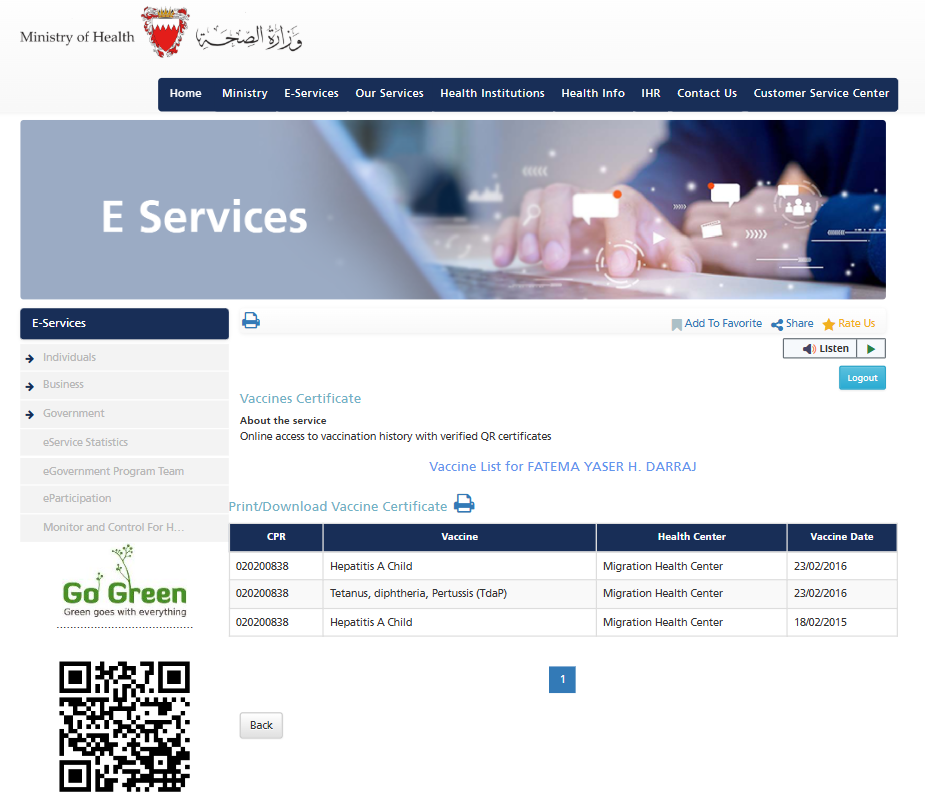 Ministry of Health وزارة الصحة
Home Ministry E-Services Our Services Health Institutions Health Info IHR Contact Us Customer Service Center
E Services
E-Services
Add To Favorite Share Rate Us
Listen
Individuals
Business
Government
eService Statistics
eGovernment Program Team
eParticipation
Monitor and Control For H...
Go Green
Green goes with everything
Logout
Vaccines Certificate
About the service
Online access to vaccination history with verified QR certificates
Vaccine List for FATEMA YASER H. DARRAJ
Print/Download Vaccine Certificate
CPR Vaccine Health Center Vaccine Date
020200838 Hepatitis A Child Migration Health Center 23/02/2016
020200838 Tetanus, diphtheria, Pertussis (TdaP) Migration Health Center 23/02/2016
020200838 Hepatitis A Child Migration Health Center 18/02/2015
1
Back